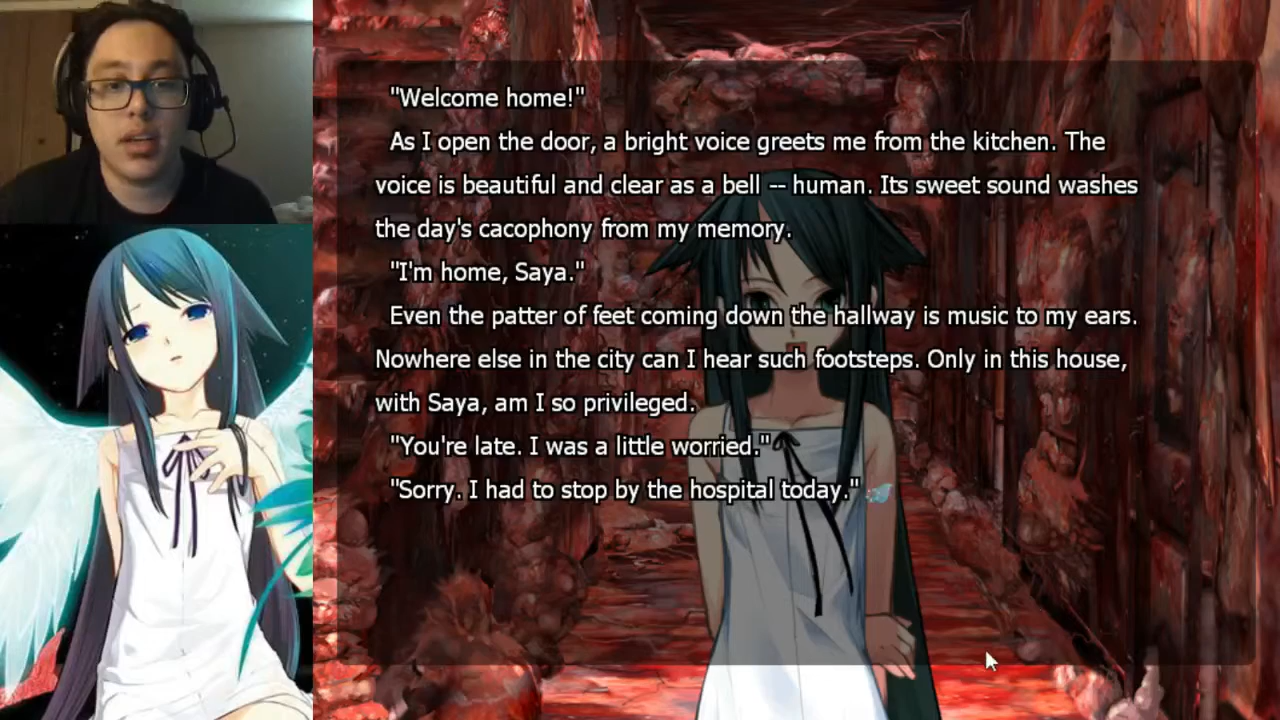 "Welcome home!"
As I open the door, a bright voice greets me from the kitchen. The
voice is beautiful and clear as a bell -- human. Its sweet sound washes
the day's cacophony from my memory.
"I'm home, Saya."
Even the patter of feet coming down the hallway is music to my ears.
Nowhere else in the city can I hear such footsteps. Only in this house,
with Saya, am I so privileged.
"You're late. I was a little worried."
"Sorry. I had to stop by the hospital today."